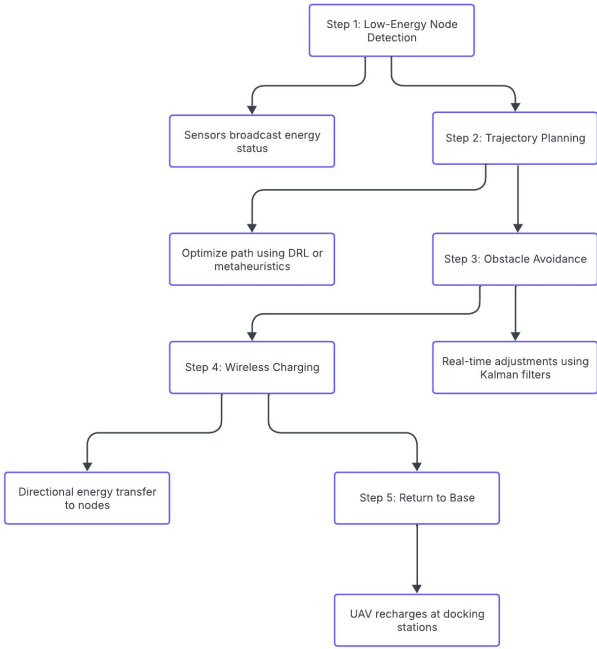 Step 1: Low-Energy Node
Detection
Sensors broadcast energy
status
Step 2: Trajectory Planning
Optimize path using DRL or
metaheuristics
Step 3: Obstacle Avoidance
Step 4: Wireless Charging
Real-time adjustments using
Kalman filters
Directional energy transfer
to nodes
Step 5: Return to Base
UAV recharges at docking
stations